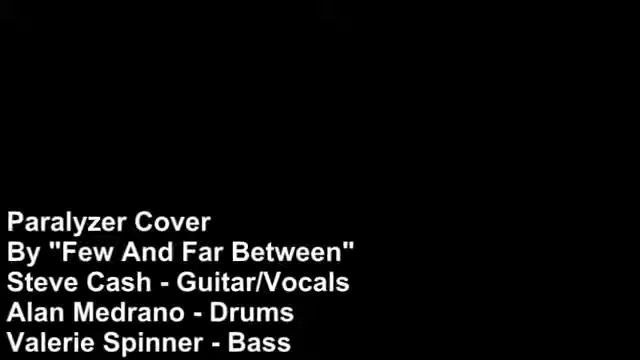 Paralyzer Cover
By "Few And Far Between"
Steve Cash - Guitar/Vocals
Alan Medrano - Drums
Valerie Spinner - Bass